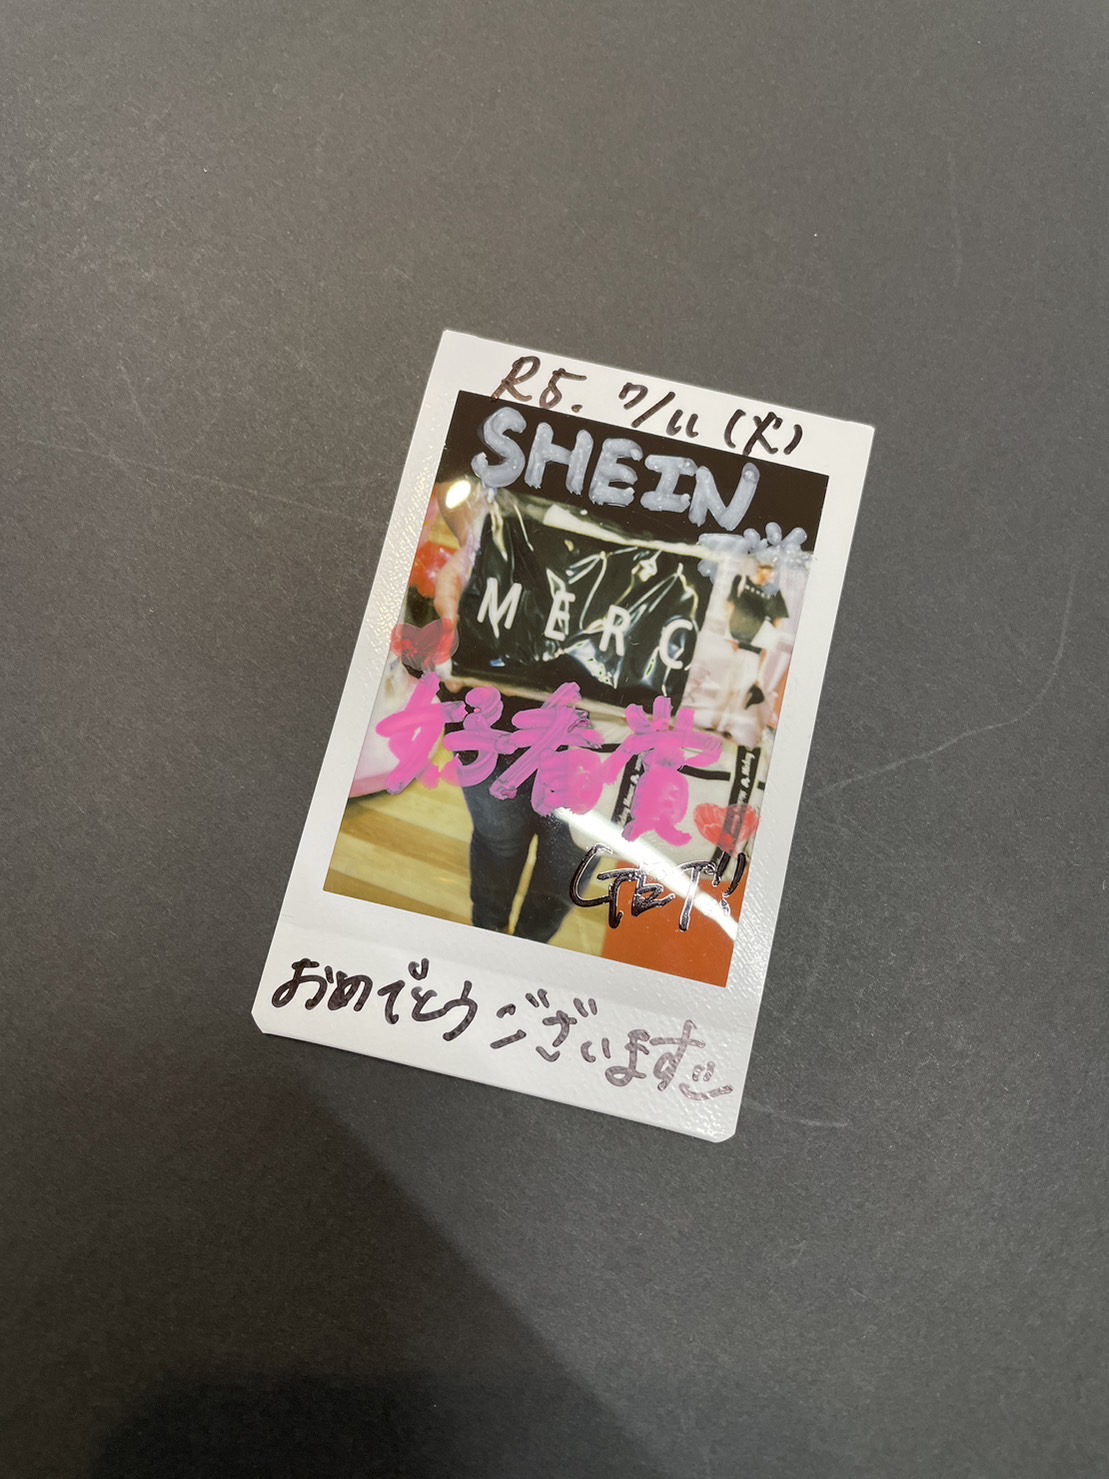 R5. 7/11 (火)
SHEIN
で
MERC
好看賞
GET!!
おめでとうございます